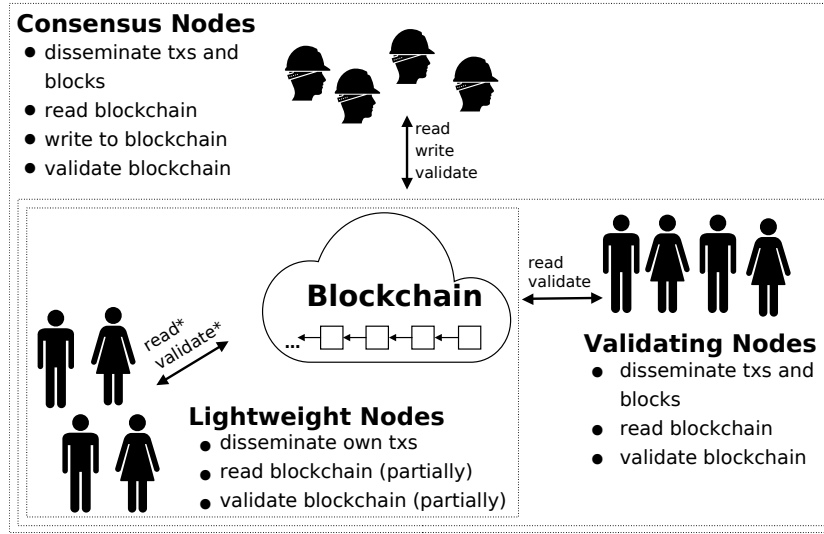 Consensus Nodes
● disseminate txs and
blocks
● read blockchain
● write to blockchain
● validate blockchain
read
write
validate
Blockchain
...
read
validate
read*
validate*
Validating Nodes
● disseminate txs and
blocks
● read blockchain
● validate blockchain
Lightweight Nodes
● disseminate own txs
● read blockchain (partially)
● validate blockchain (partially)